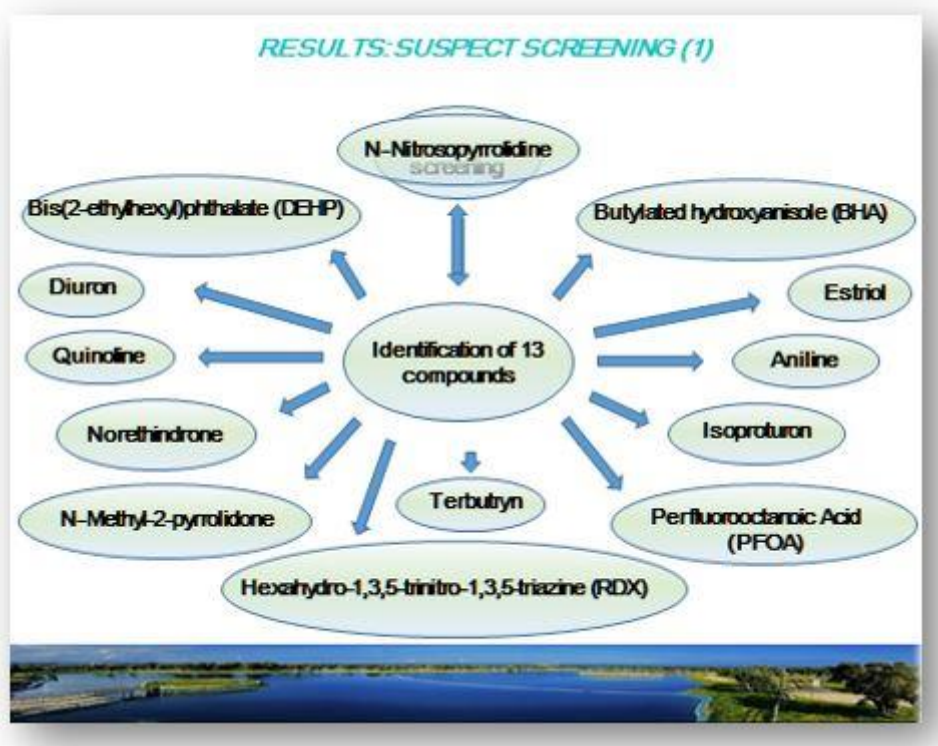 RESULTS: SUSPECT SCREENING (1)
N-Nitrosopyrrolidine
screening
Bis(2-ethylhexyl)phthalate (DEHP)
Butylated hydroxyanisole (BHA)
Diuron
Estriol
Quinoline
Identification of 13
compounds
Aniline
Norethindrone
Isoproturon
N-Methyl-2-pyrrolidone
Terbutryn
Perfluorooctanoic Acid
(PFOA)
Hexahydro-1,3,5-trinitro-1,3,5-triazine (RDX)